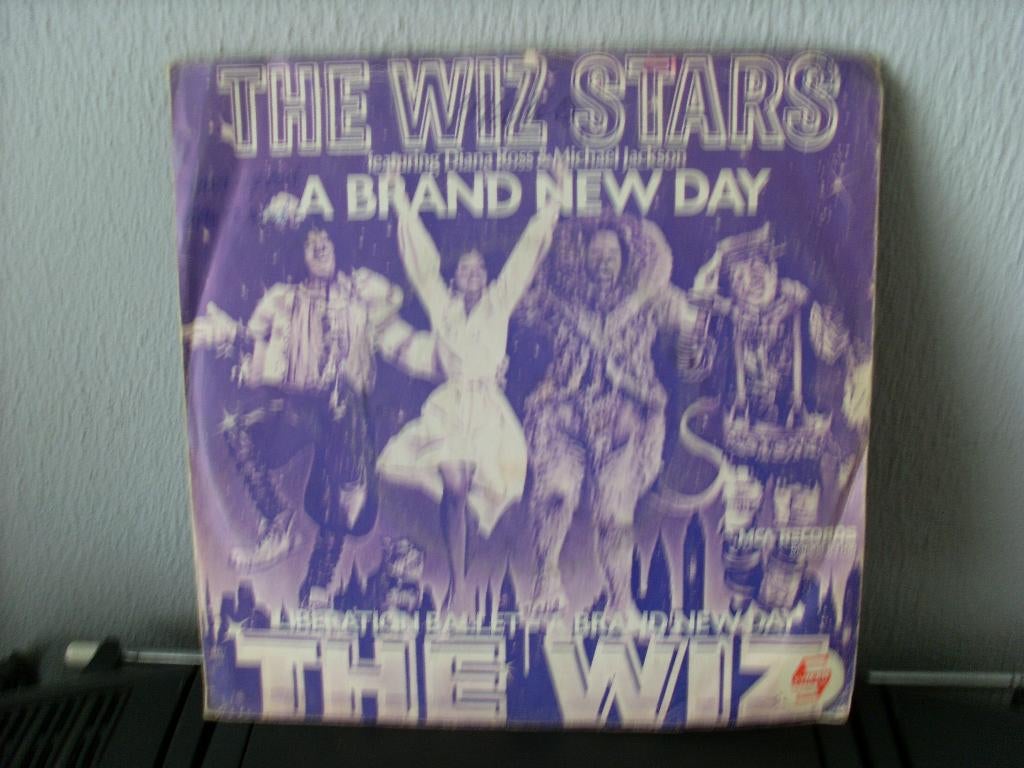 THE WIZ STARS
featuring Diana Ross & Michael Jackson
A BRAND NEW DAY
MCA RECORDS
LIBERATION BALLET - A BRAND NEW DAY
THE WIZ